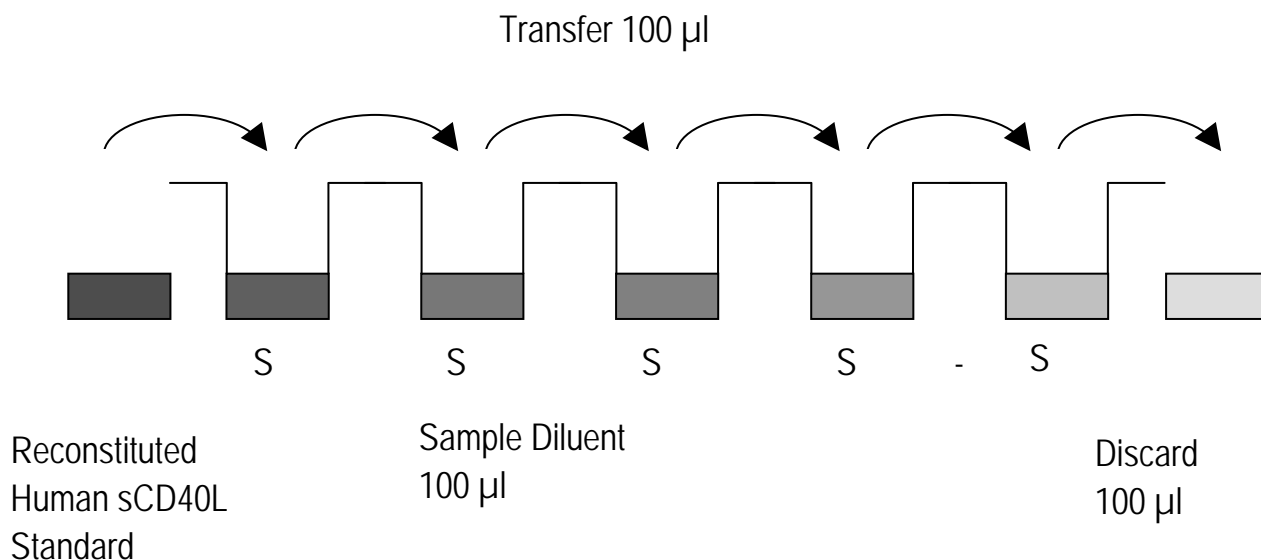 Transfer 100 µl
S S S S - S
Reconstituted
Human sCD40L
Standard
Sample Diluent
100 µl
Discard
100 µl